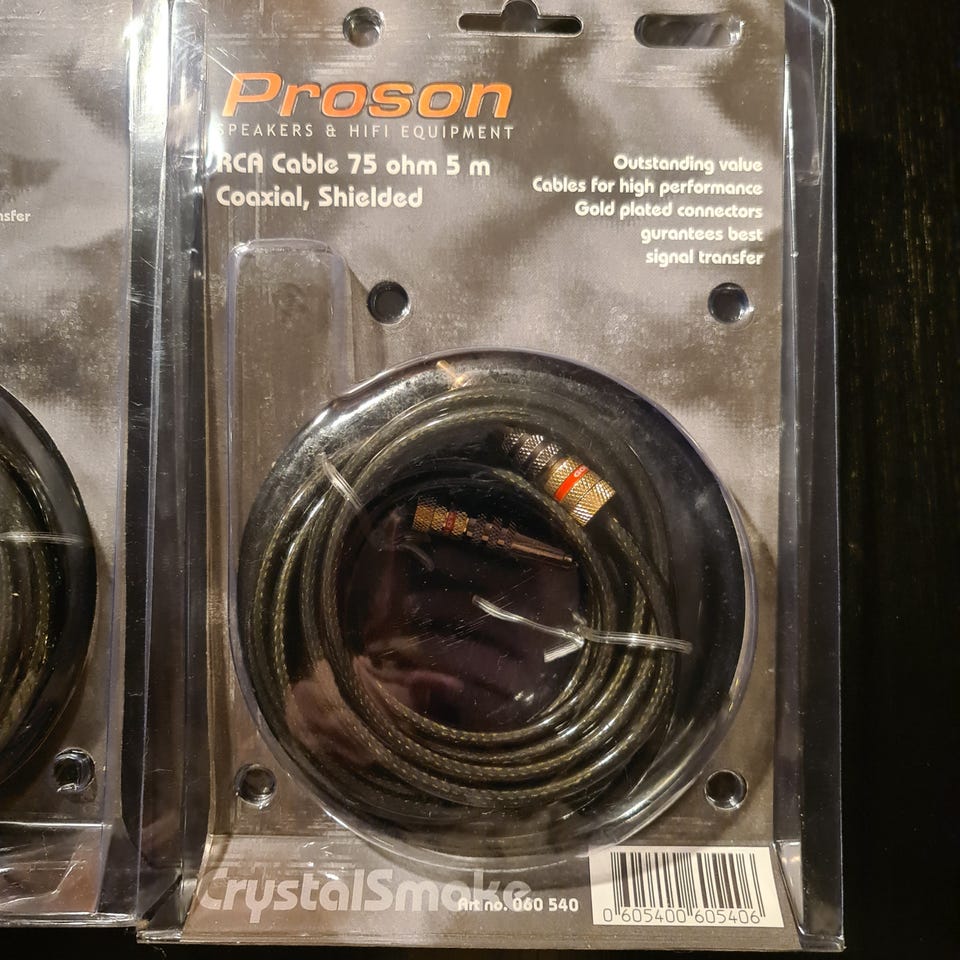 Proson
SPEAKERS & HIFI EQUIPMENT
RCA Cable 75 ohm 5 m
Coaxial, Shielded
Outstanding value
Cables for high performance
Gold plated connectors
gurantees best
signal transfer
nsfer
CrystalSmoke
Art no. 060 540
0 605400 605406